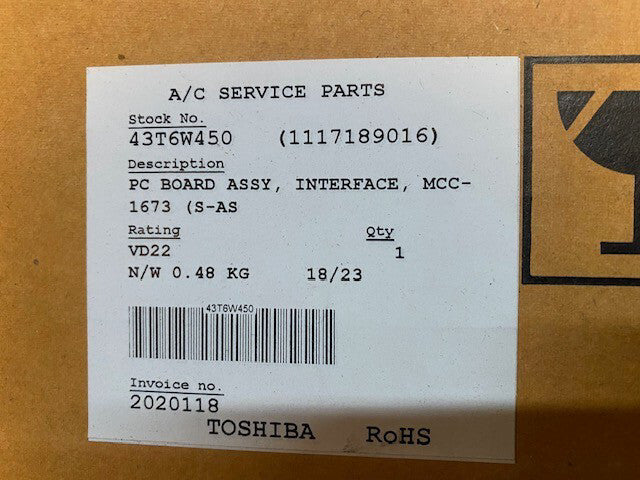 A/C SERVICE PARTS
Stock No.
43T6W450 (1117189016)
Description
PC BOARD ASSY, INTERFACE, MCC-
1673 (S-AS
Rating Qty
VD22 1
N/W 0.48 KG 18/23
43T6W450
Invoice no.
2020118
TOSHIBA RoHS